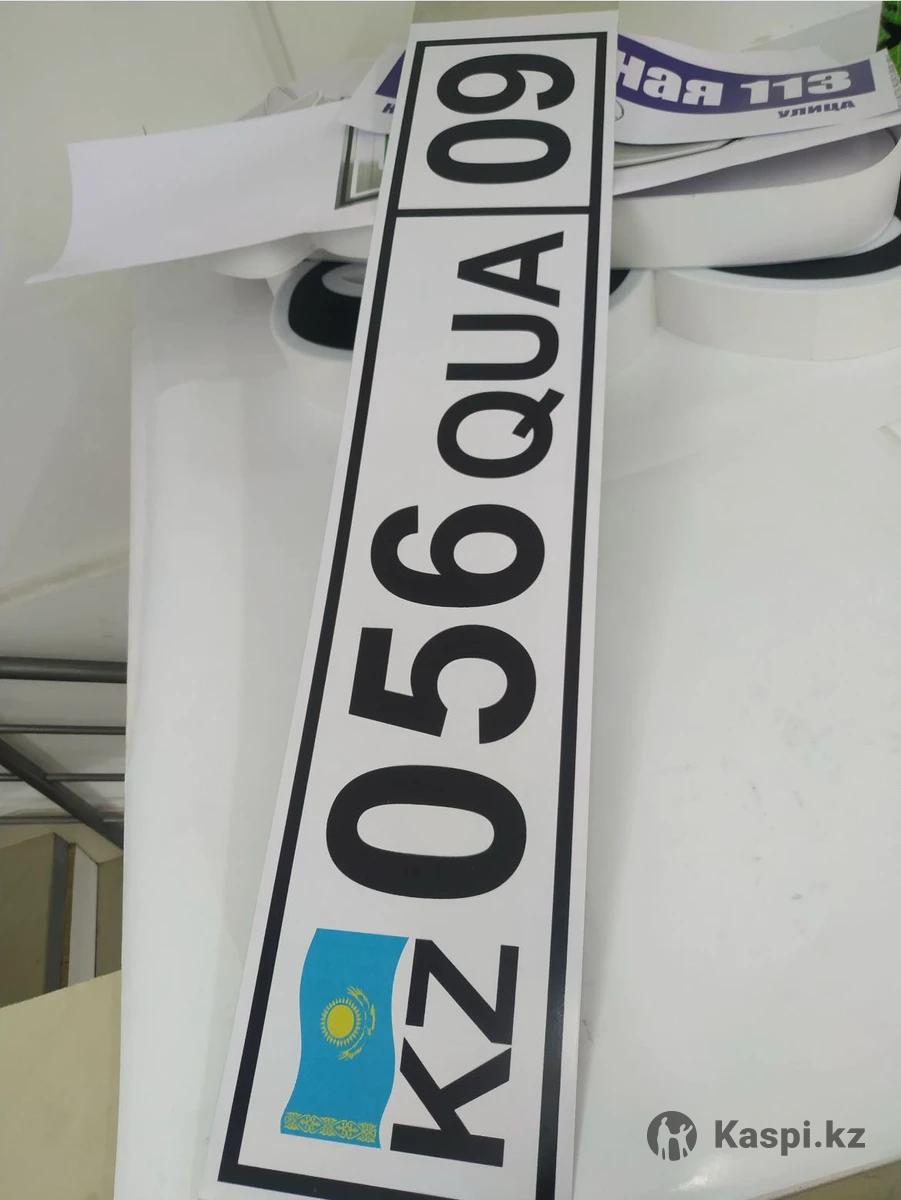 KZ 056 QUA 09
ная 113
УЛИЦА
Kaspi.kz